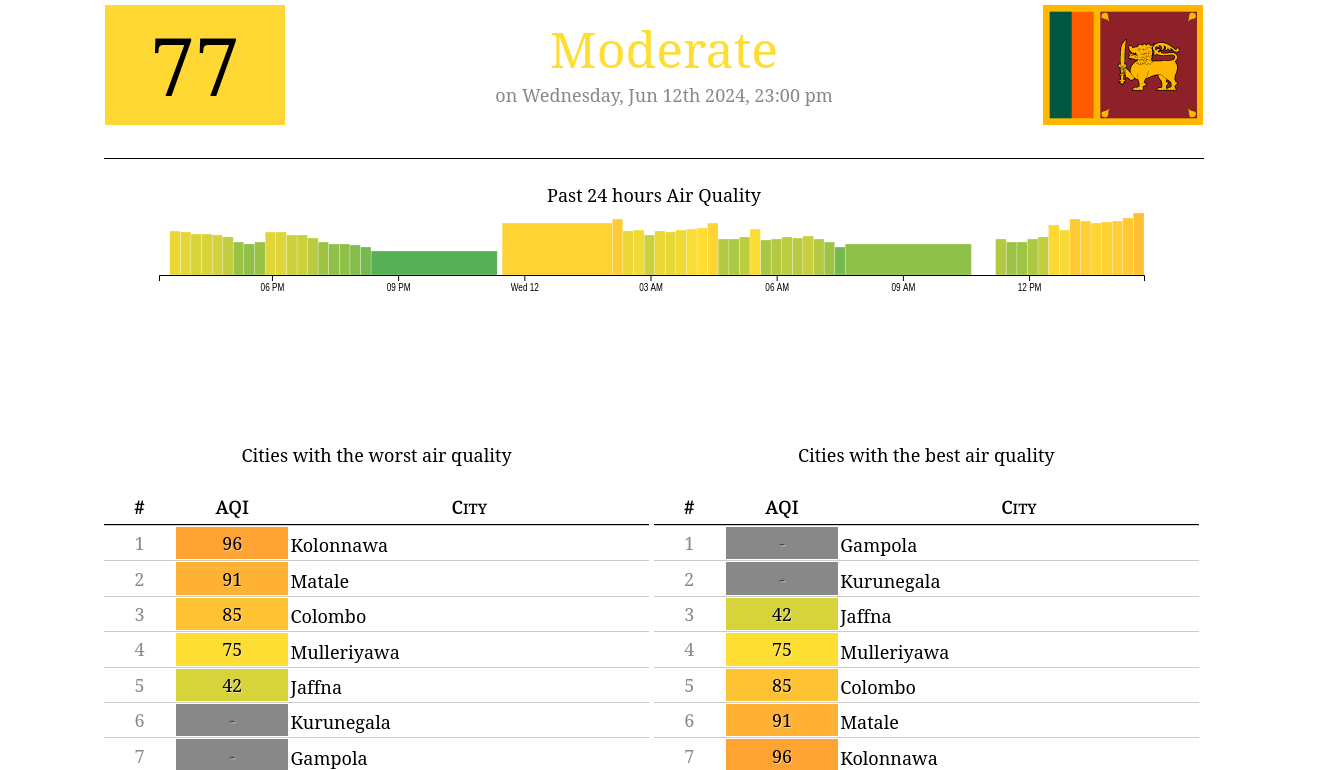 77
Moderate
on Wednesday, Jun 12th 2024, 23:00 pm
Past 24 hours Air Quality
06 PM 09 PM Wed 12 03 AM 06 AM 09 AM 12 PM
Cities with the worst air quality
# AQI City
1 96 Kolonnawa
2 91 Matale
3 85 Colombo
4 75 Mulleriyawa
5 42 Jaffna
6 - Kurunegala
7 - Gampola
Cities with the best air quality
# AQI City
1 - Gampola
2 - Kurunegala
3 42 Jaffna
4 75 Mulleriyawa
5 85 Colombo
6 91 Matale
7 96 Kolonnawa